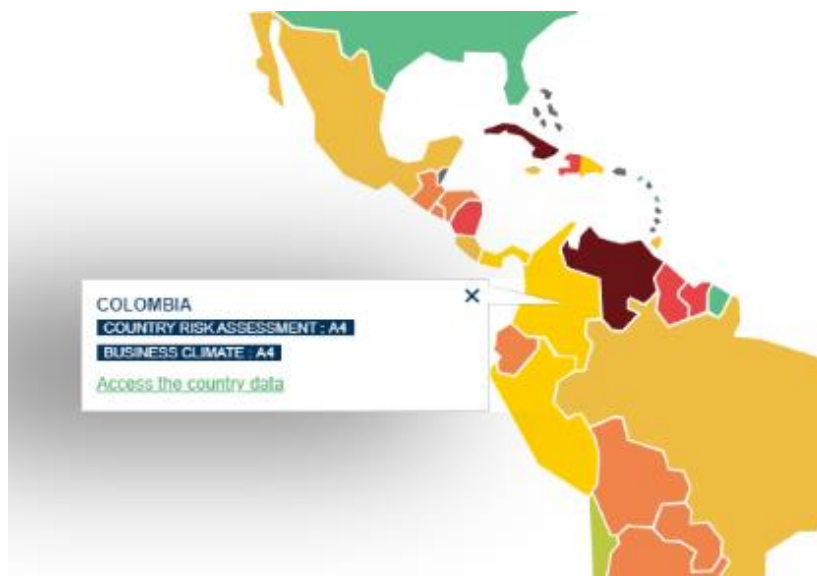 COLOMBIA
COUNTRY RISK ASSESSMENT : A4
BUSINESS CLIMATE : A4
Access the country data